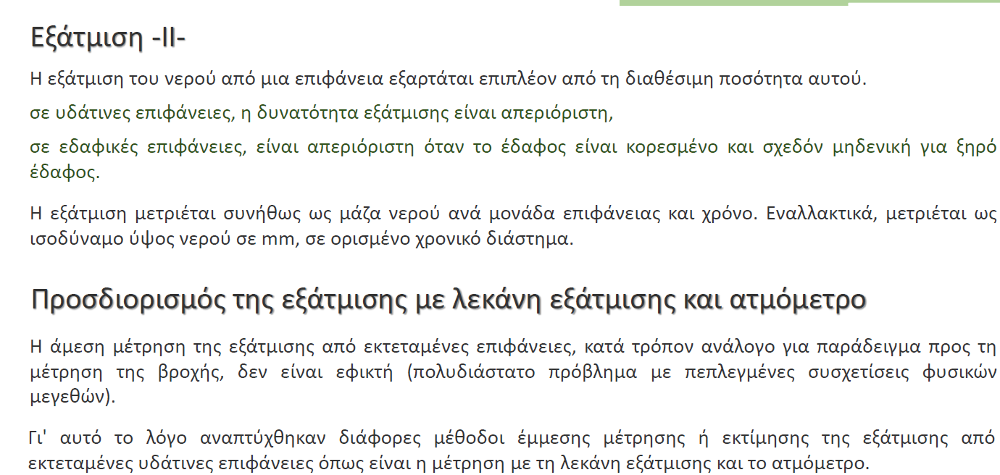 Εξάτμιση -ΙΙ-
Η εξάτμιση του νερού από μια επιφάνεια εξαρτάται επιπλέον από τη διαθέσιμη ποσότητα αυτού.
σε υδάτινες επιφάνειες, η δυνατότητα εξάτμισης είναι απεριόριστη,
σε εδαφικές επιφάνειες, είναι απεριόριστη όταν το έδαφος είναι κορεσμένο και σχεδόν μηδενική για ξηρό
έδαφος.
Η εξάτμιση μετριέται συνήθως ως μάζα νερού ανά μονάδα επιφάνειας και χρόνο. Εναλλακτικά, μετριέται ως
ισοδύναμο ύψος νερού σε mm, σε ορισμένο χρονικό διάστημα.
Προσδιορισμός της εξάτμισης με λεκάνη εξάτμισης και ατμόμετρο
Η άμεση μέτρηση της εξάτμισης από εκτεταμένες επιφάνειες, κατά τρόπον ανάλογο για παράδειγμα προς τη
μέτρηση της βροχής, δεν είναι εφικτή (πολυδιάστατο πρόβλημα με πεπλεγμένες συσχετίσεις φυσικών
μεγεθών).
Γι' αυτό το λόγο αναπτύχθηκαν διάφορες μέθοδοι έμμεσης μέτρησης ή εκτίμησης της εξάτμισης από
εκτεταμένες υδάτινες επιφάνειες όπως είναι η μέτρηση με τη λεκάνη εξάτμισης και το ατμόμετρο.